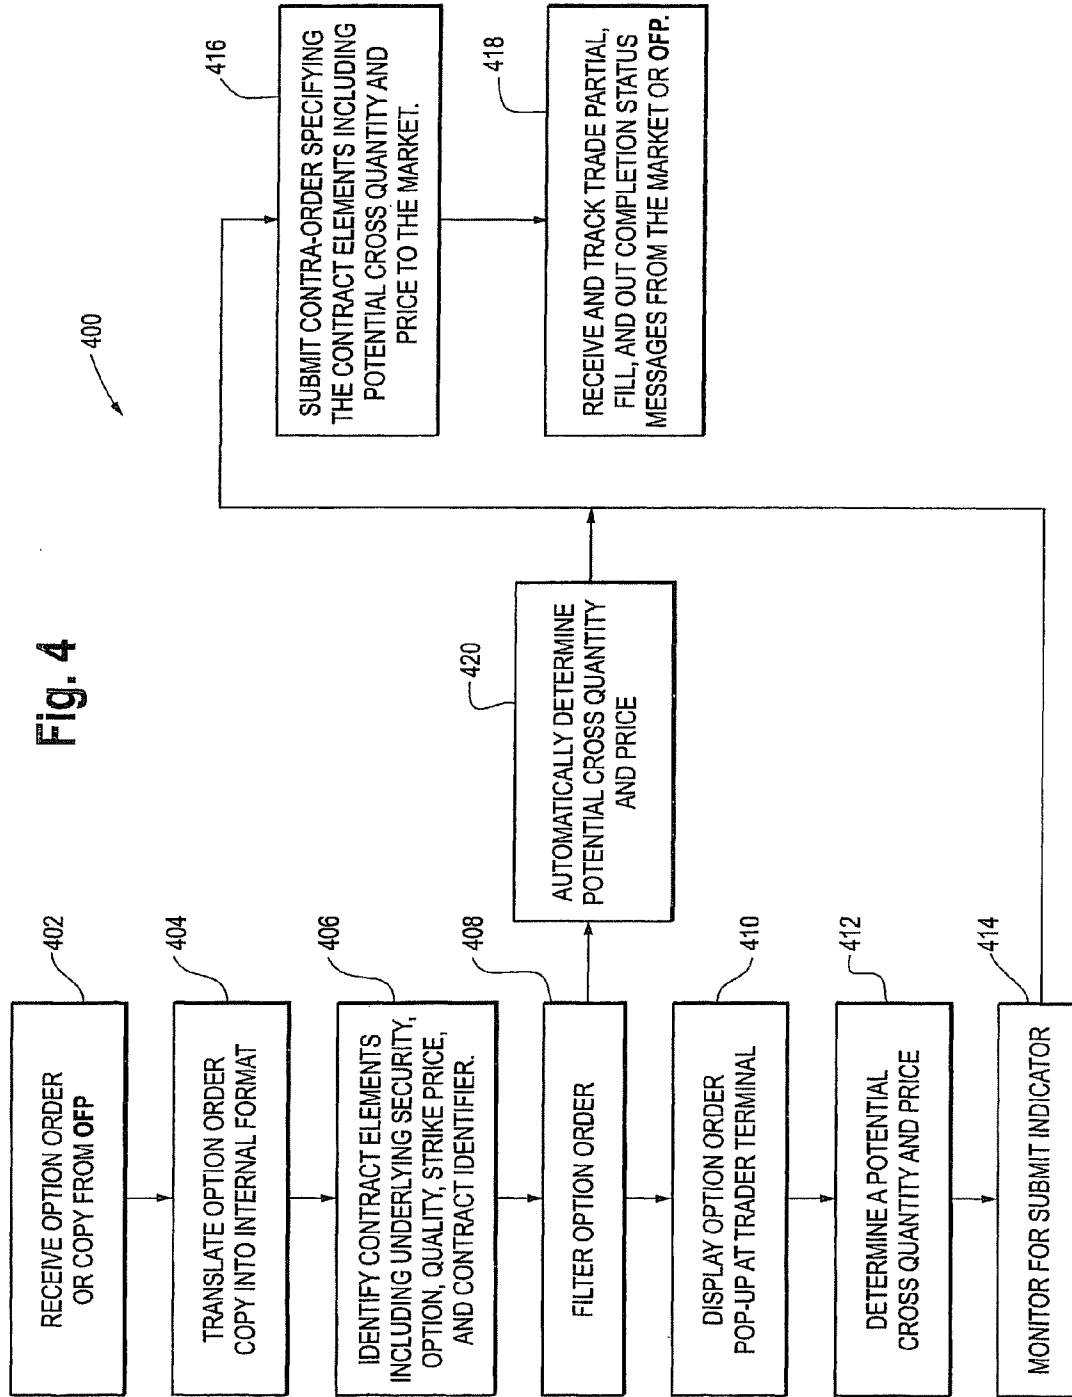 Fig. 4
400
402
RECEIVE OPTION ORDER
OR COPY FROM OFP
404
TRANSLATE OPTION ORDER
COPY INTO INTERNAL FORMAT
406
IDENTIFY CONTRACT ELEMENTS
INCLUDING UNDERLYING SECURITY,
OPTION, QUALITY, STRIKE PRICE,
AND CONTRACT IDENTIFIER.
408
FILTER OPTION ORDER
410
DISPLAY OPTION ORDER
POP-UP AT TRADER TERMINAL
412
DETERMINE A POTENTIAL
CROSS QUANTITY AND PRICE
414
MONITOR FOR SUBMIT INDICATOR
420
AUTOMATICALLY DETERMINE
POTENTIAL CROSS QUANTITY
AND PRICE
416
SUBMIT CONTRA-ORDER SPECIFYING
THE CONTRACT ELEMENTS INCLUDING
POTENTIAL CROSS QUANTITY AND
PRICE TO THE MARKET.
418
RECEIVE AND TRACK TRADE PARTIAL,
FILL, AND OUT COMPLETION STATUS
MESSAGES FROM THE MARKET OR OFP.